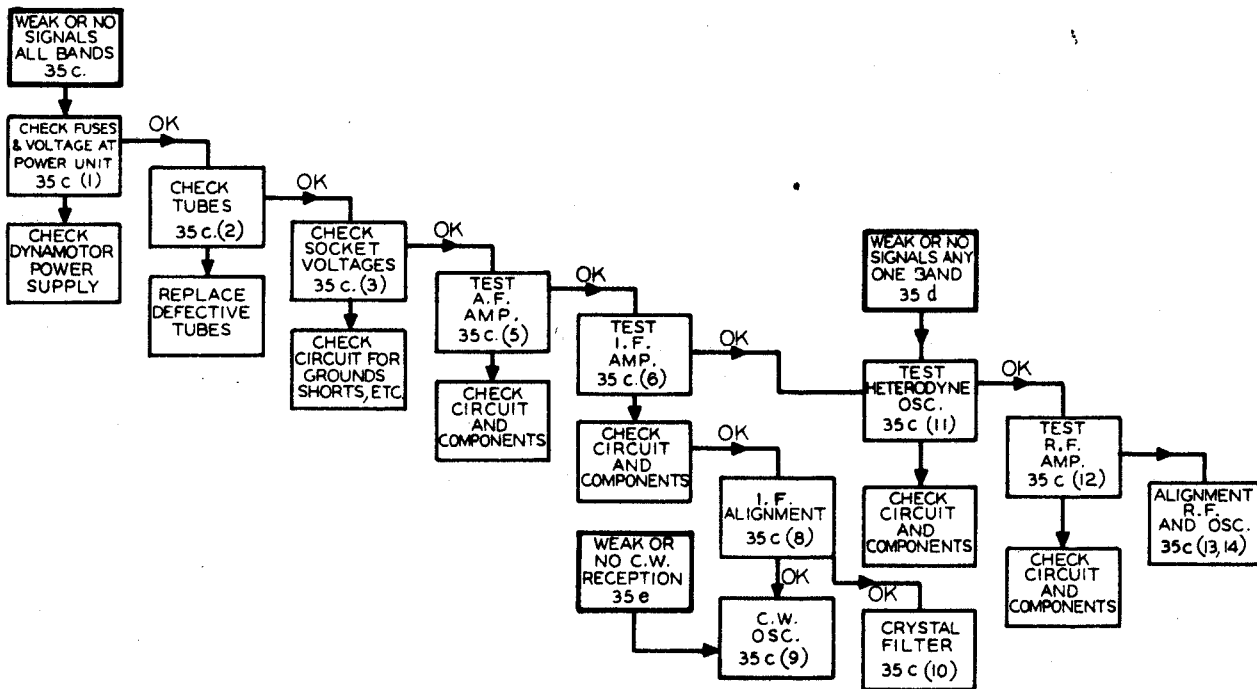 WEAK OR NO
SIGNALS
ALL BANDS
35 c.
CHECK FUSES
& VOLTAGE AT
POWER UNIT
35 c (1)
OK
CHECK
DYNAMOTOR
POWER
SUPPLY
CHECK
TUBES
35 c. (2)
OK
REPLACE
DEFECTIVE
TUBES
CHECK
SOCKET
VOLTAGES
35 c. (3)
OK
CHECK
CIRCUIT FOR
GROUNDS
SHORTS, ETC.
TEST
A.F.
AMP.
35 c. (5)
OK
CHECK
CIRCUIT
AND
COMPONENTS
TEST
I.F.
AMP.
35 c. (6)
OK
CHECK
CIRCUIT
AND
COMPONENTS
OK
I.F.
ALIGNMENT
35 c (8)
OK
OK
WEAK OR
NO C.W.
RECEPTION
35 e
C.W.
OSC.
35 c (9)
CRYSTAL
FILTER
35 c (10)
WEAK OR NO
SIGNALS ANY
ONE BAND
35 d
TEST
HETERODYNE
OSC.
35 c (11)
OK
CHECK
CIRCUIT
AND
COMPONENTS
TEST
R.F.
AMP.
35 c (12)
CHECK
CIRCUIT
AND
COMPONENTS
ALIGNMENT
R.F.
AND OSC.
35 c (13, 14)